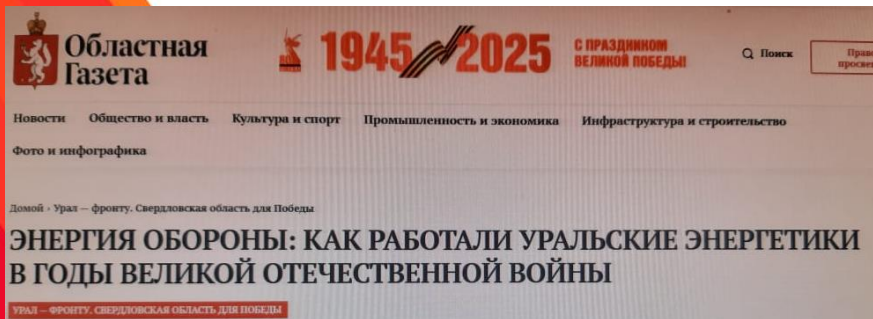 Областная
Газета
1945 2025
С ПРАЗДНИКОМ
ВЕЛИКОЙ ПОБЕДЫ!
Поиск
Новости Общество и власть Культура и спорт Промышленность и экономика Инфраструктура и строительство
Фото и инфографика
Домой › Урал — фронту. Свердловская область для Победы
ЭНЕРГИЯ ОБОРОНЫ: КАК РАБОТАЛИ УРАЛЬСКИЕ ЭНЕРГЕТИКИ
В ГОДЫ ВЕЛИКОЙ ОТЕЧЕСТВЕННОЙ ВОЙНЫ
УРАЛ — ФРОНТУ. СВЕРДЛОВСКАЯ ОБЛАСТЬ ДЛЯ ПОБЕДЫ